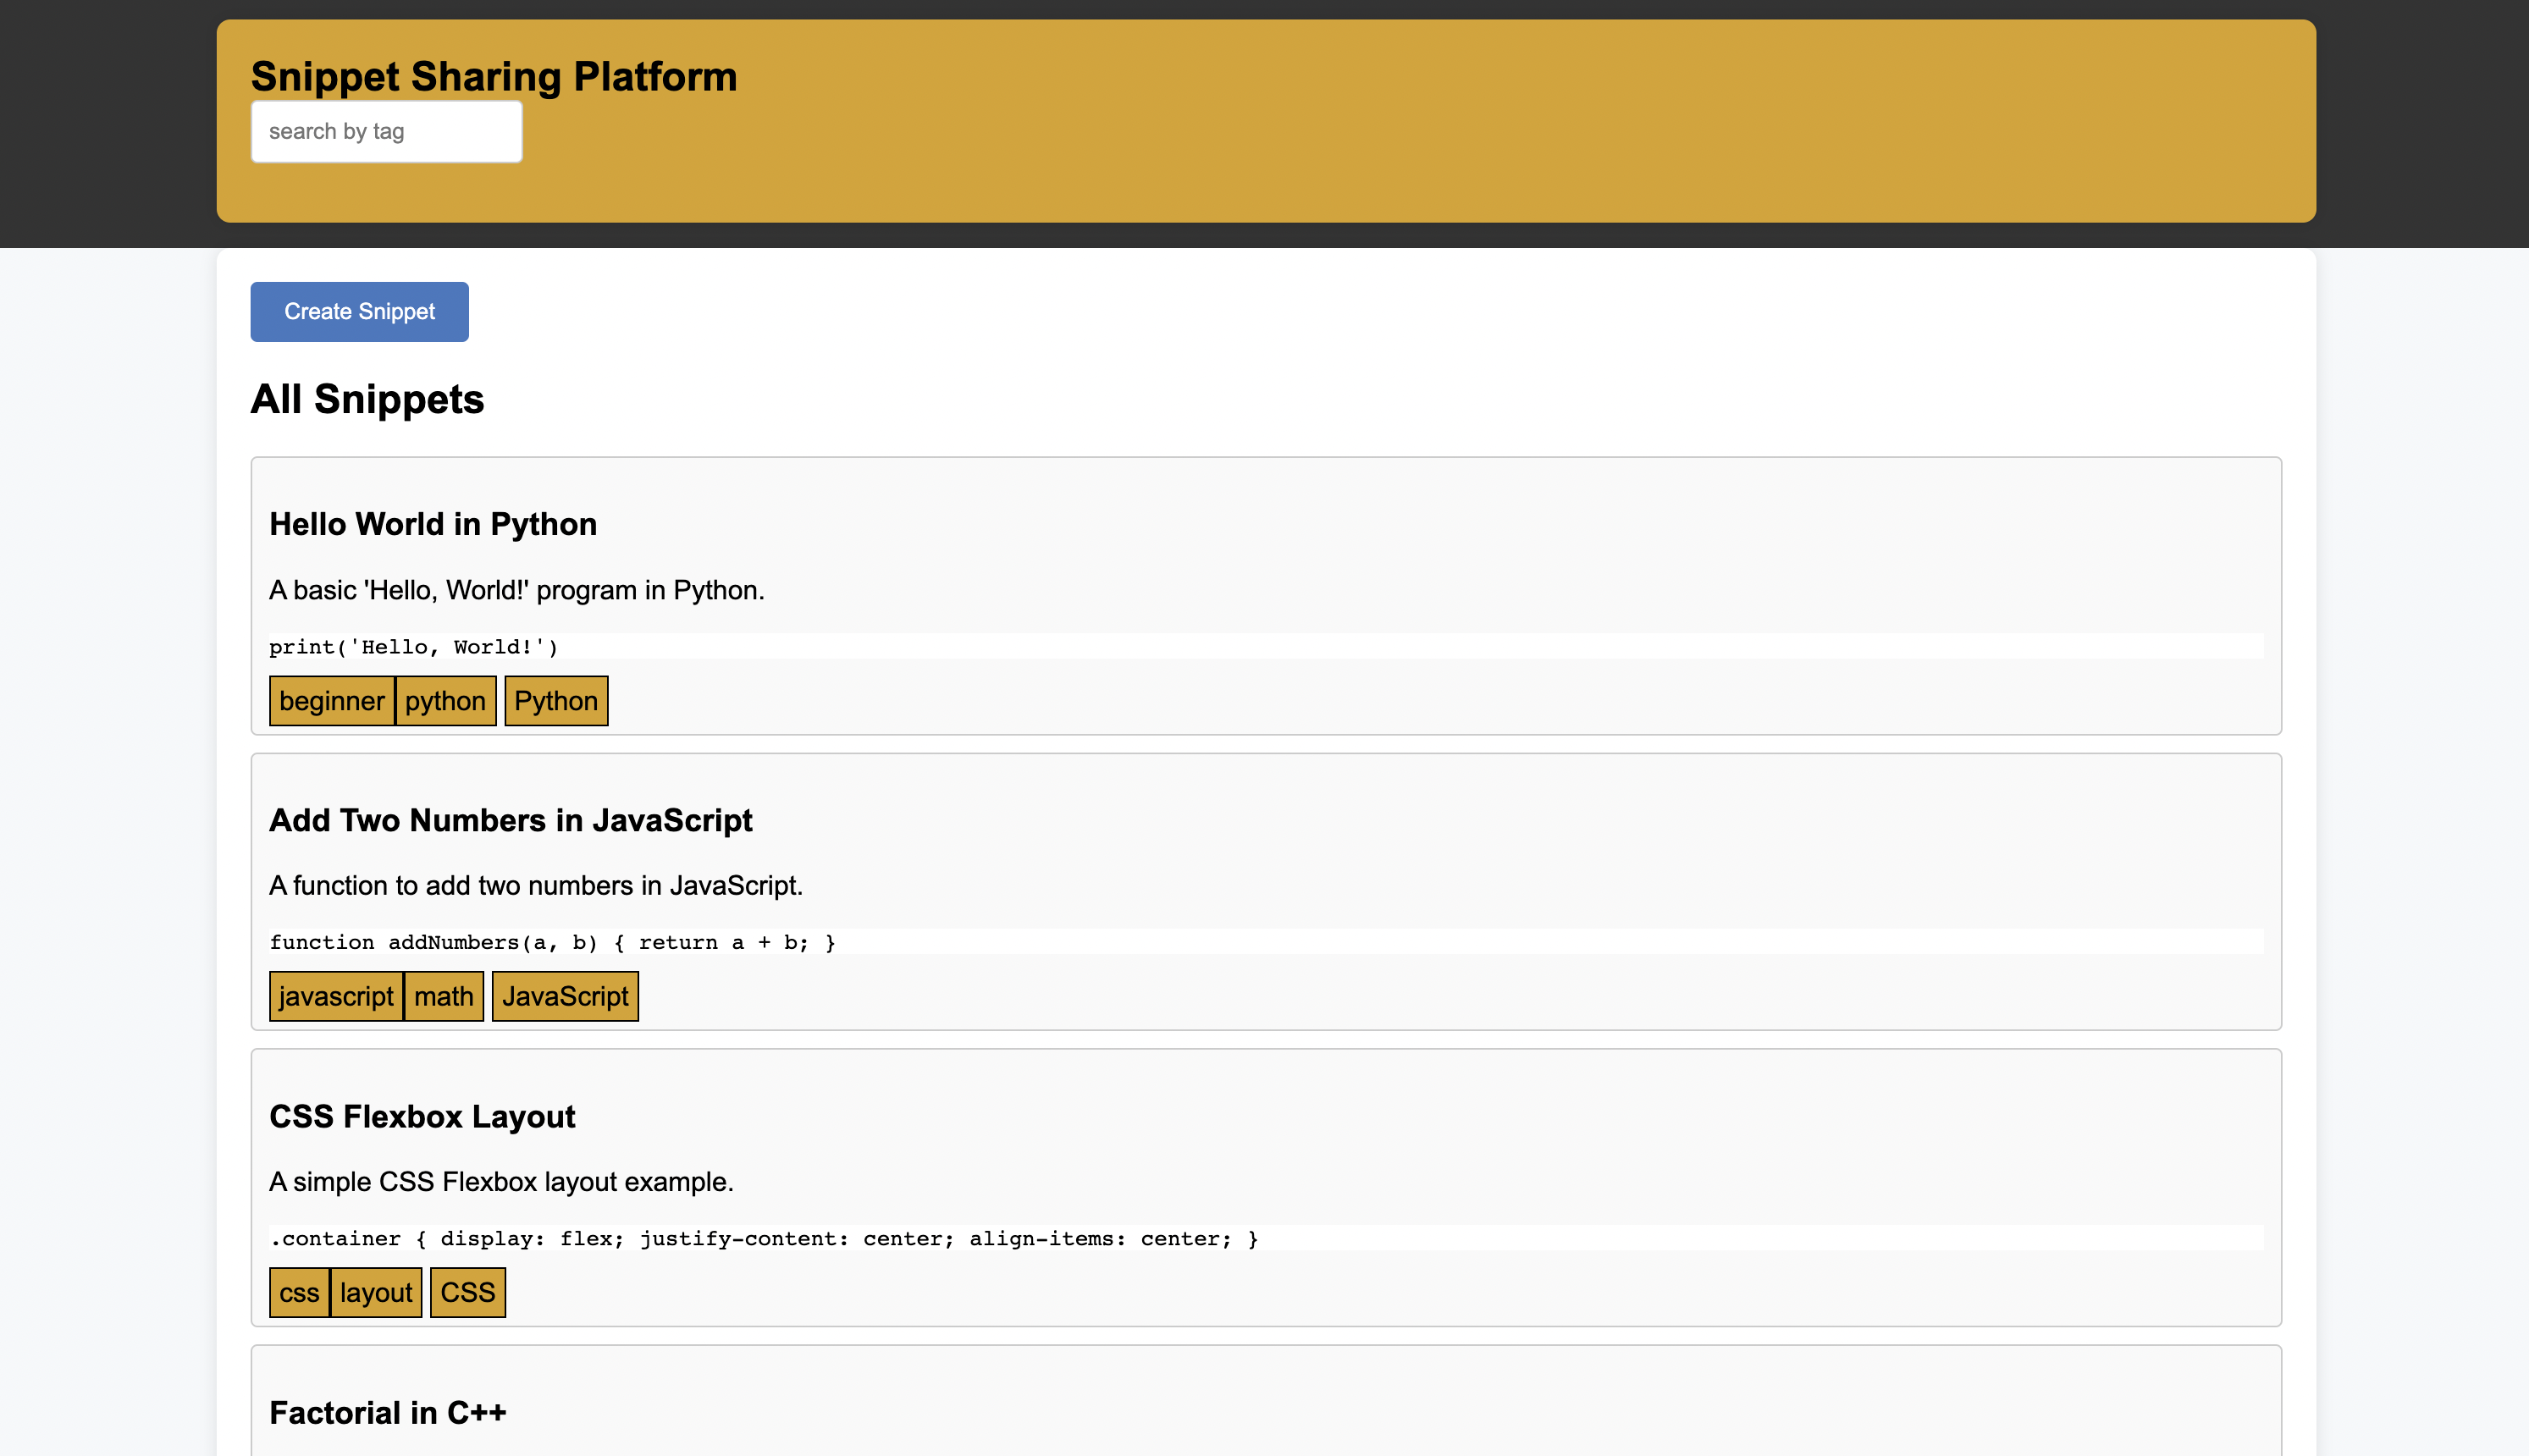 Snippet Sharing Platform
search by tag
Create Snippet
All Snippets
Hello World in Python
A basic 'Hello, World!' program in Python.
print('Hello, World!')
beginner python Python
Add Two Numbers in JavaScript
A function to add two numbers in JavaScript.
function addNumbers(a, b) { return a + b; }
javascript math JavaScript
CSS Flexbox Layout
A simple CSS Flexbox layout example.
.container { display: flex; justify-content: center; align-items: center; }
css layout CSS
Factorial in C++